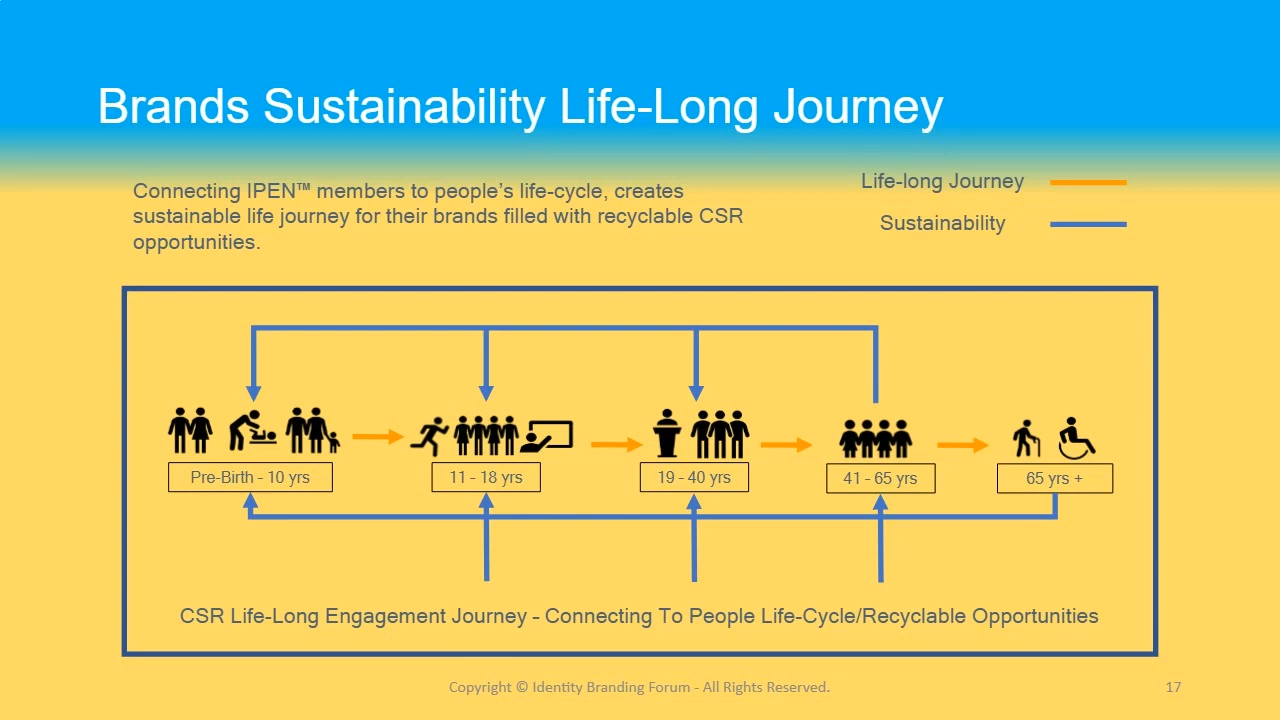 Brands Sustainability Life-Long Journey
Connecting IPEN™ members to people's life-cycle, creates
sustainable life journey for their brands filled with recyclable CSR
opportunities.
Life-long Journey
Sustainability
Pre-Birth - 10 yrs
11 - 18 yrs
19 - 40 yrs
41 - 65 yrs
65 yrs +
CSR Life-Long Engagement Journey - Connecting To People Life-Cycle/Recyclable Opportunities
Copyright © Identity Branding Forum - All Rights Reserved.
17